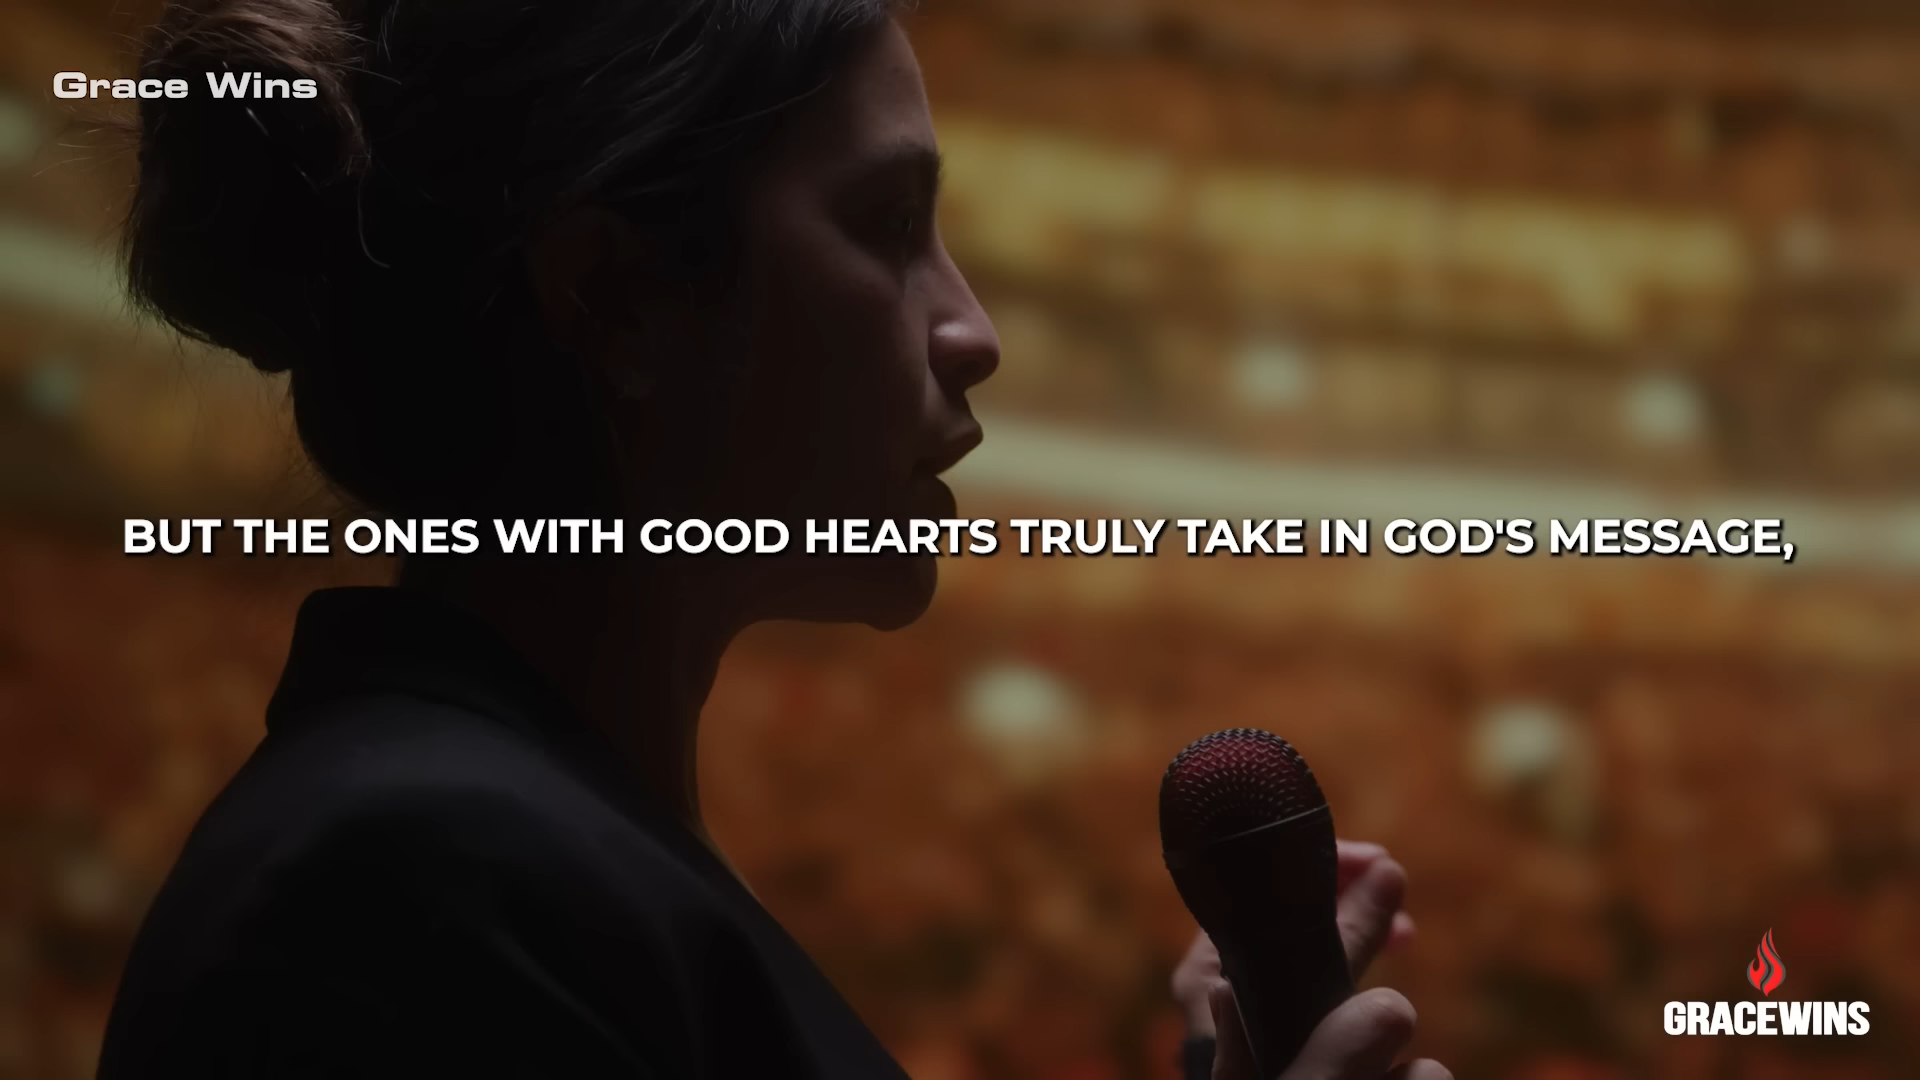 Grace Wins
BUT THE ONES WITH GOOD HEARTS TRULY TAKE IN GOD'S MESSAGE,
GRACEWINS